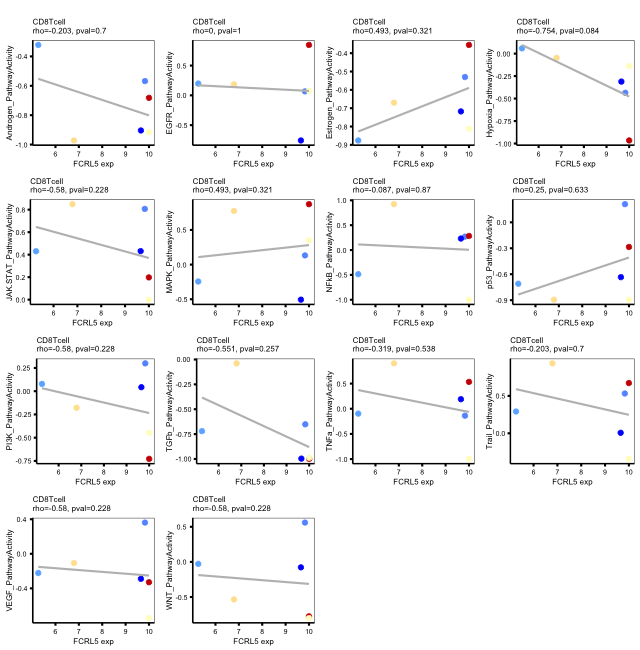 CD8Tcell
rho=-0.203, pval=0.7
Androgen_PathwayActivity
-0.4
-0.6
-0.8
-1.0
6 7 8 9 10
FCRL5 exp
CD8Tcell
rho=0, pval=1
EGFR_PathwayActivity
0.5
0.0
-0.5
6 7 8 9 10
FCRL5 exp
CD8Tcell
rho=0.493, pval=0.321
Estrogen_PathwayActivity
-0.4
-0.5
-0.6
-0.7
-0.8
-0.9
6 7 8 9 10
FCRL5 exp
CD8Tcell
rho=-0.754, pval=0.084
Hypoxia_PathwayActivity
0.00
-0.25
-0.50
-0.75
-1.00
6 7 8 9 10
FCRL5 exp
CD8Tcell
rho=-0.58, pval=0.228
JAK-STAT_PathwayActivity
0.8
0.6
0.4
0.2
0.0
6 7 8 9 10
FCRL5 exp
CD8Tcell
rho=0.493, pval=0.321
MAPK_PathwayActivity
0.5
0.0
-0.5
6 7 8 9 10
FCRL5 exp
CD8Tcell
rho=-0.087, pval=0.87
NFkB_PathwayActivity
1.0
0.5
0.0
-0.5
-1.0
6 7 8 9 10
FCRL5 exp
CD8Tcell
rho=0.25, pval=0.633
p53_PathwayActivity
0.0
-0.3
-0.6
-0.9
6 7 8 9 10
FCRL5 exp
CD8Tcell
rho=-0.58, pval=0.228
PI3K_PathwayActivity
0.25
0.00
-0.25
-0.50
-0.75
6 7 8 9 10
FCRL5 exp
CD8Tcell
rho=-0.551, pval=0.257
TGFb_PathwayActivity
0.00
-0.25
-0.50
-0.75
-1.00
6 7 8 9 10
FCRL5 exp
CD8Tcell
rho=-0.319, pval=0.538
TNFa_PathwayActivity
0.5
0.0
-0.5
-1.0
6 7 8 9 10
FCRL5 exp
CD8Tcell
rho=-0.203, pval=0.7
Trail_PathwayActivity
0.5
0.0
6 7 8 9 10
FCRL5 exp
CD8Tcell
rho=-0.58, pval=0.228
VEGF_PathwayActivity
0.4
0.0
-0.4
6 7 8 9 10
FCRL5 exp
CD8Tcell
rho=-0.58, pval=0.228
WNT_PathwayActivity
0.5
0.0
-0.5
6 7 8 9 10
FCRL5 exp